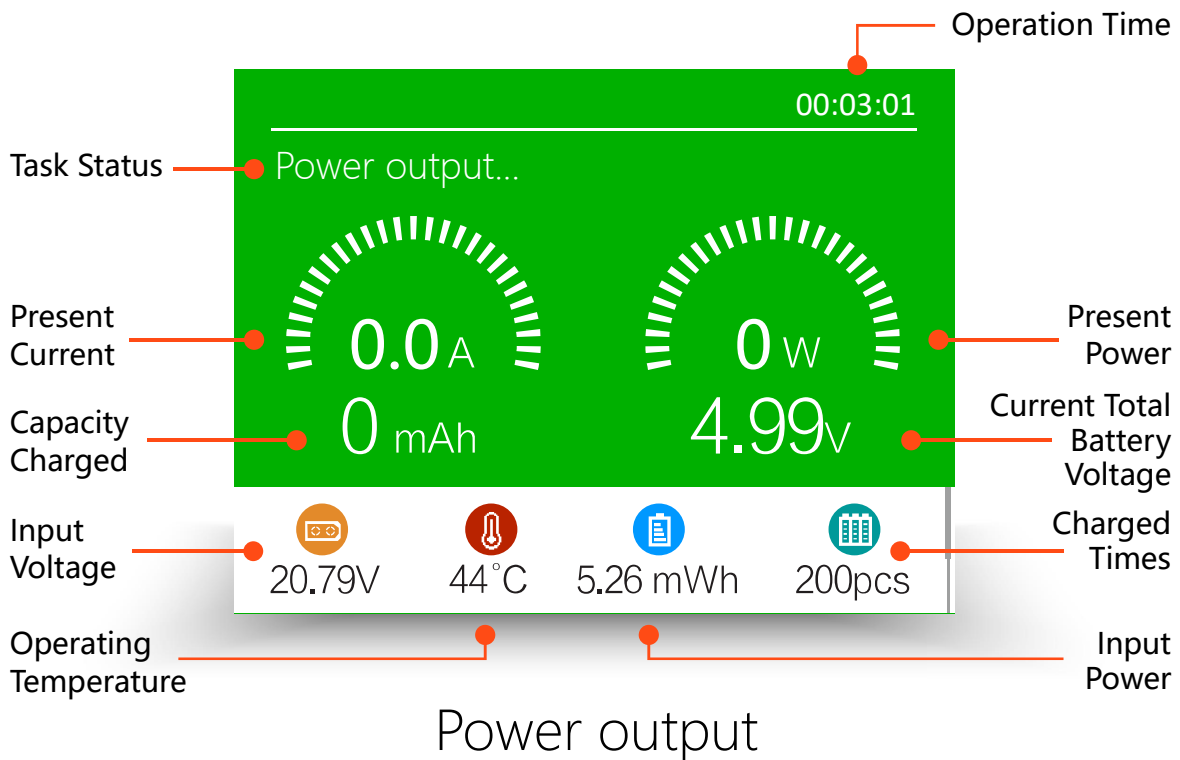 Operation Time
00:03:01
Task Status
Power output...
Present
Current
0.0 A
0 W
Present
Power
Capacity
Charged
0 mAh
4.99V
Current Total
Battery
Voltage
Input
Voltage
20.79V
44°C
5.26 mWh
200pcs
Charged
Times
Operating
Temperature
Input
Power
Power output